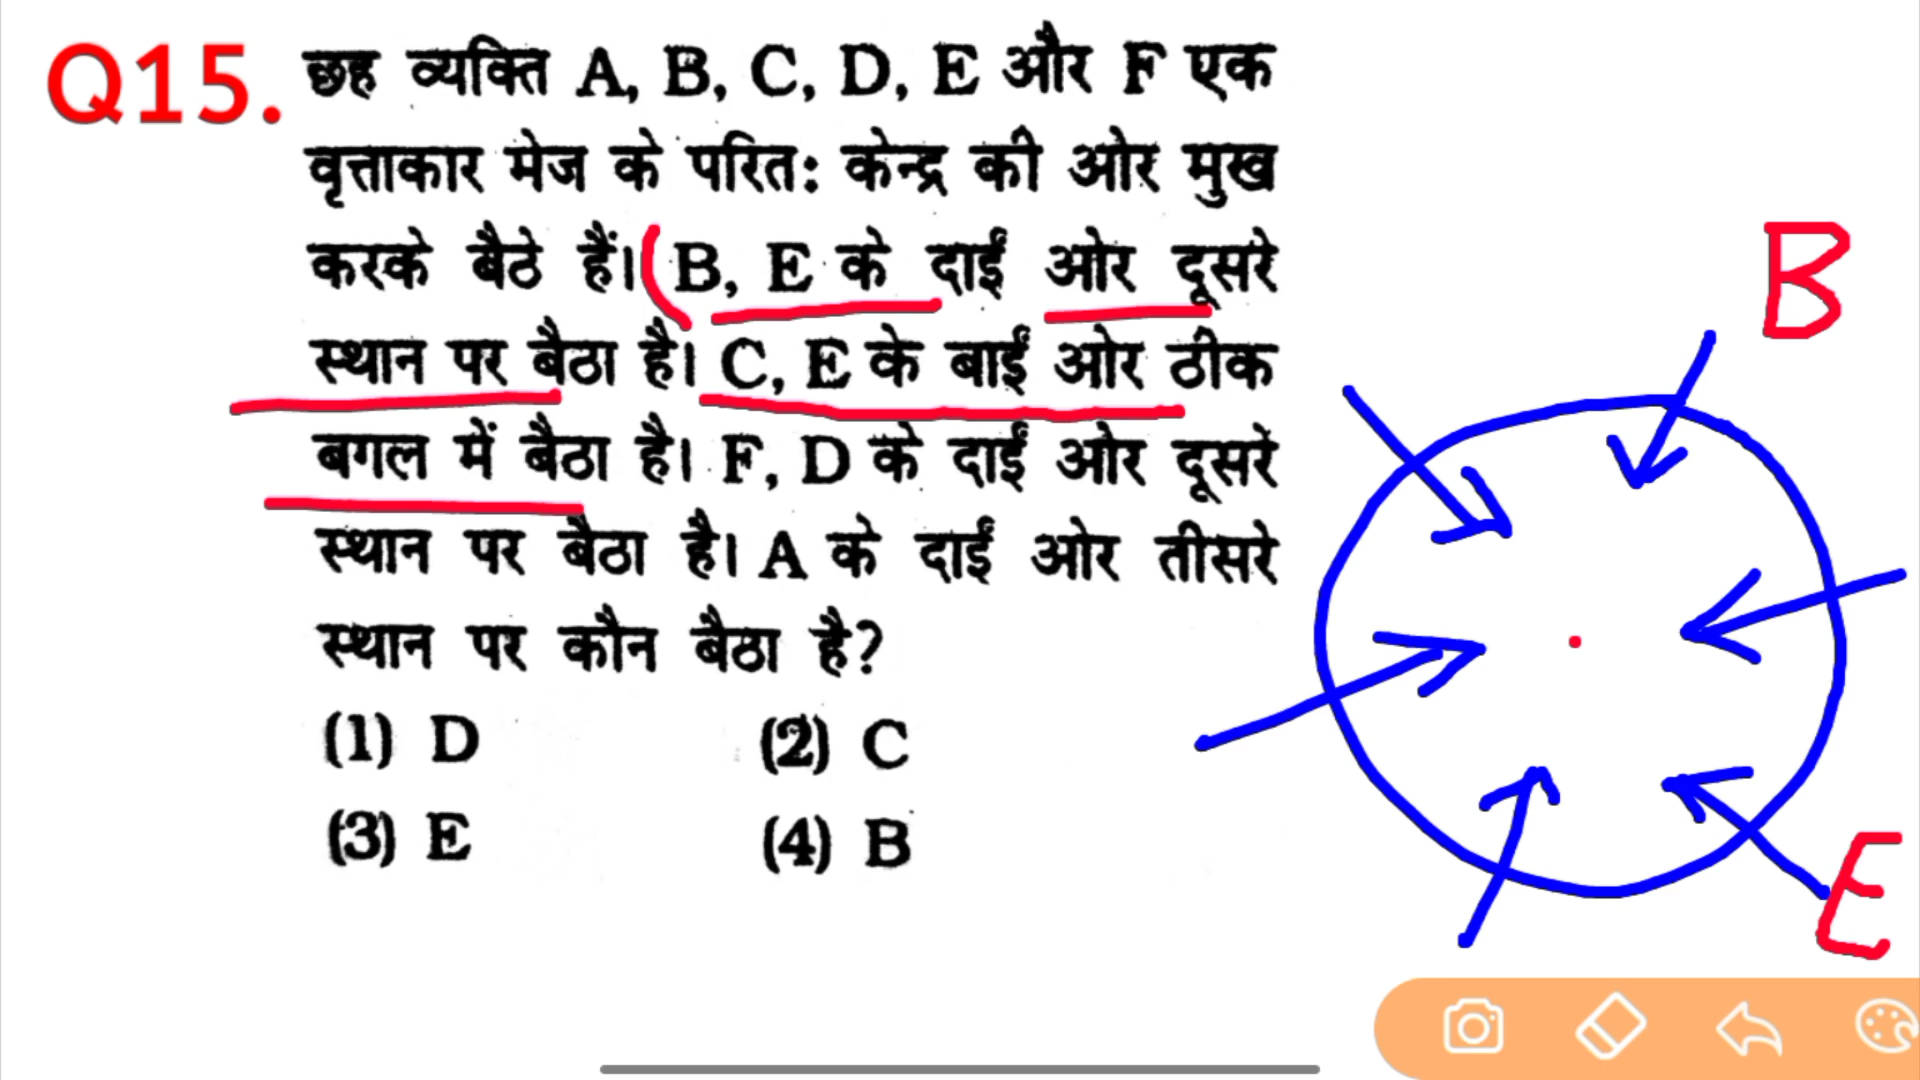 Q15. छह व्यक्ति A, B, C, D, E और F एक
वृत्ताकार मेज के परित: केन्द्र की ओर मुख
करके बैठे हैं। B, E के दाईं ओर दूसरे
स्थान पर बैठा है। C, E के बाईं ओर ठीक
बगल में बैठा है। F, D के दाईं ओर दूसरे
स्थान पर बैठा है। A के दाईं ओर तीसरे
स्थान पर कौन बैठा है?
(1) D (2) C
(3) E (4) B
B
E